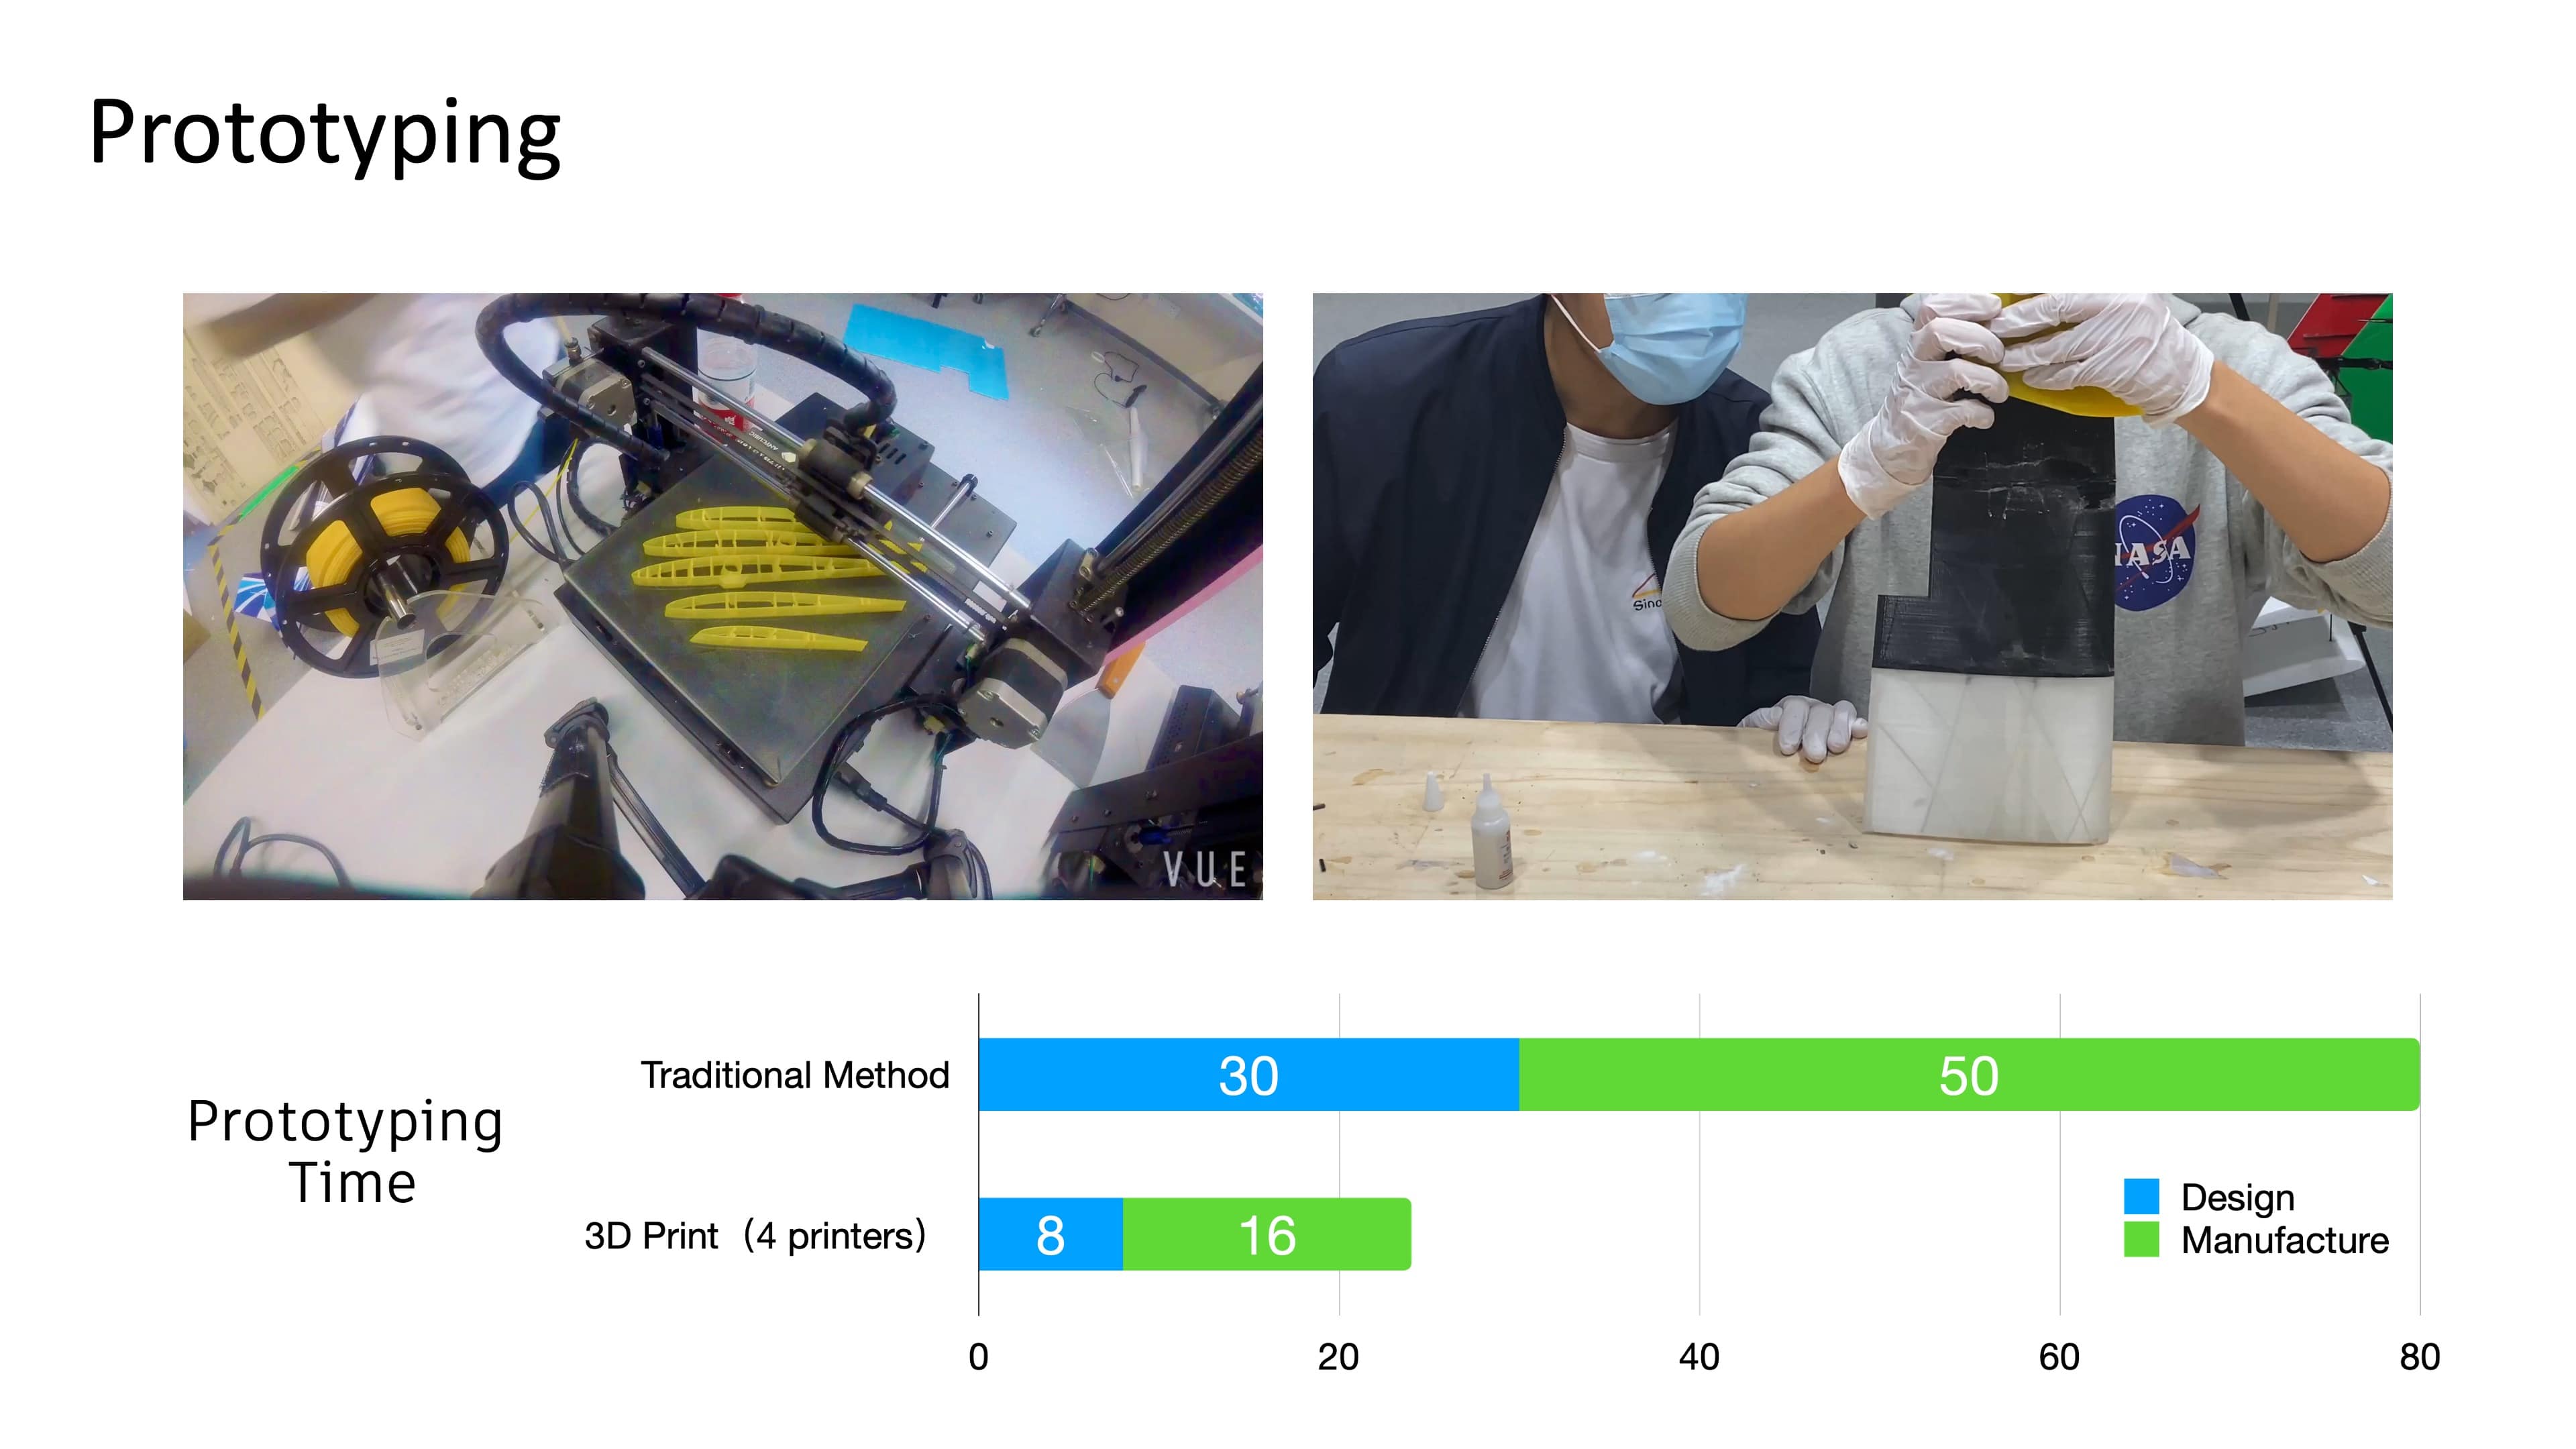 Prototyping
VUE
Sino
NASA
Prototyping
Time
Traditional Method
30
50
3D Print（4 printers）
8
16
Design
Manufacture
0
20
40
60
80